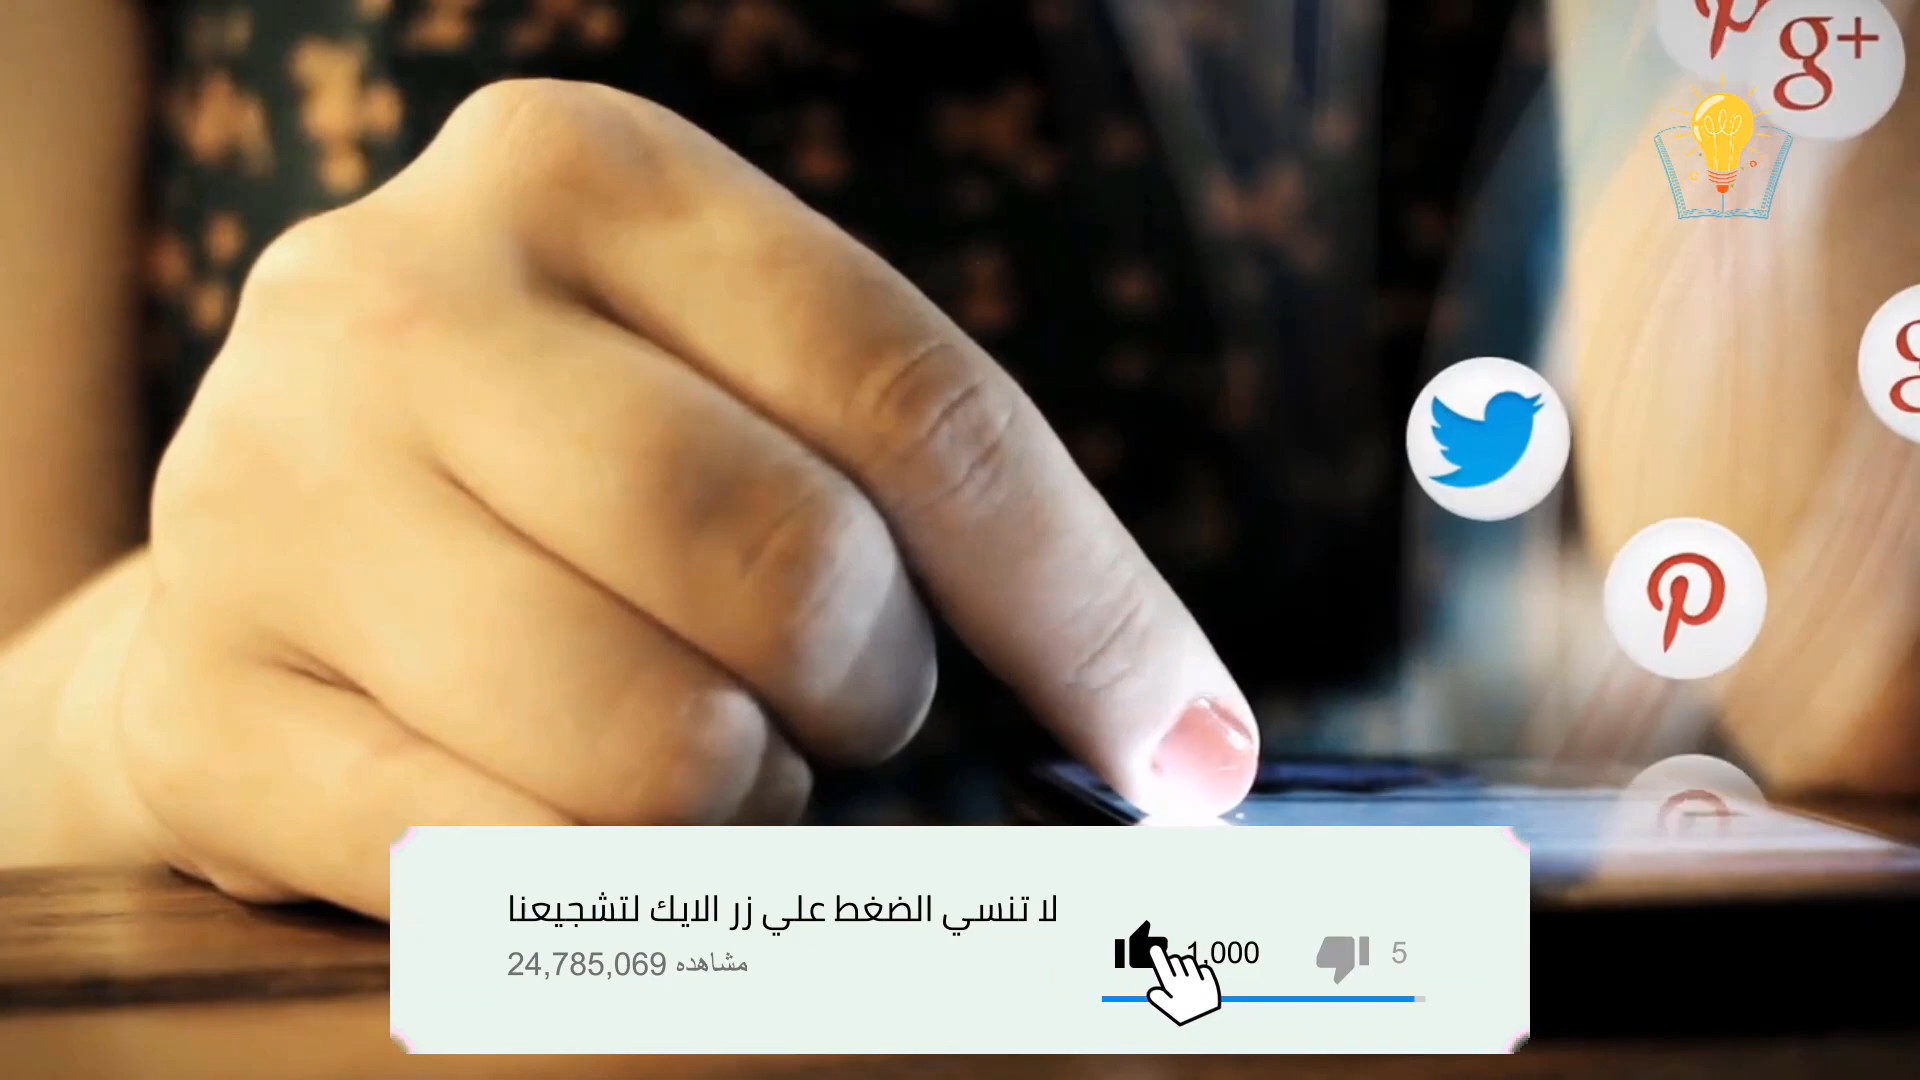 g+
لا تنسي الضغط علي زر الايك لتشجيعنا
24,785,069 مشاهده
1,000
5